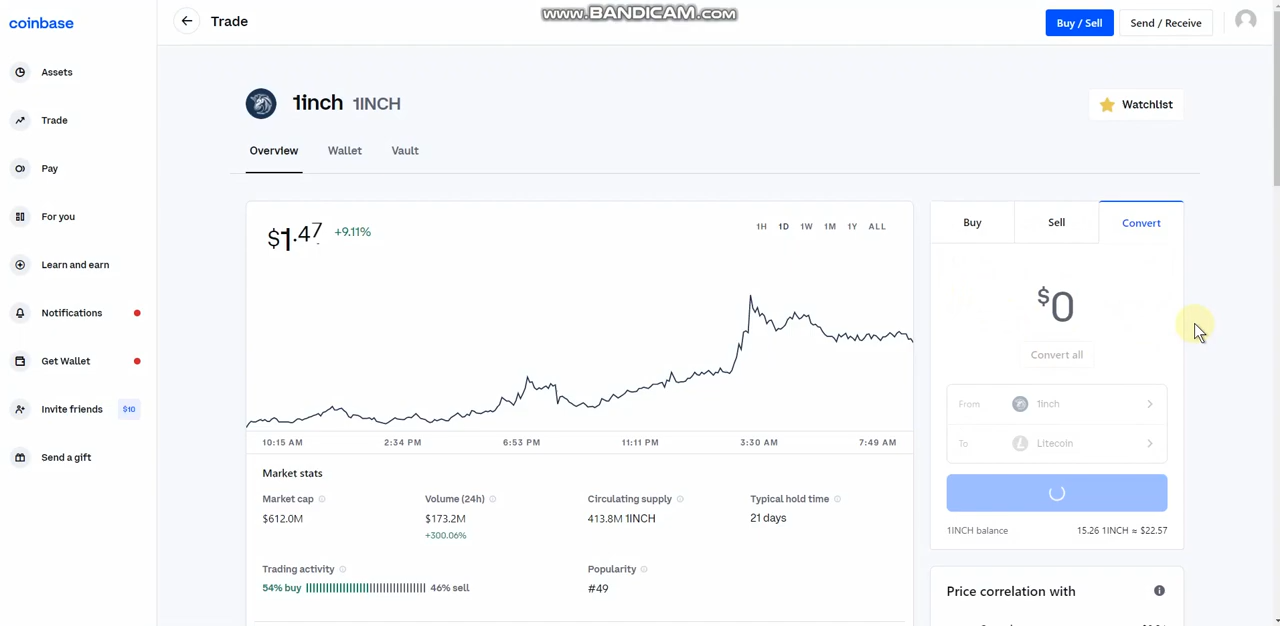 www.BANDICAM.com
coinbase
Trade
Buy / Sell
Send / Receive
Assets
Trade
Pay
For you
Learn and earn
Notifications
Get Wallet
Invite friends $10
Send a gift
1inch 1INCH
Watchlist
Overview Wallet Vault
$1.47 +9.11%
1H 1D 1W 1M 1Y ALL
10:15 AM 2:34 PM 6:53 PM 11:11 PM 3:30 AM 7:49 AM
Market stats
Market cap Volume (24h) Circulating supply Typical hold time
$612.0M $173.2M 413.8M 1INCH 21 days
+300.06%
Trading activity Popularity
54% buy 46% sell #49
Buy Sell Convert
$0
Convert all
From 1inch
To Litecoin
1INCH balance 15.26 1INCH ≈ $22.57
Price correlation with